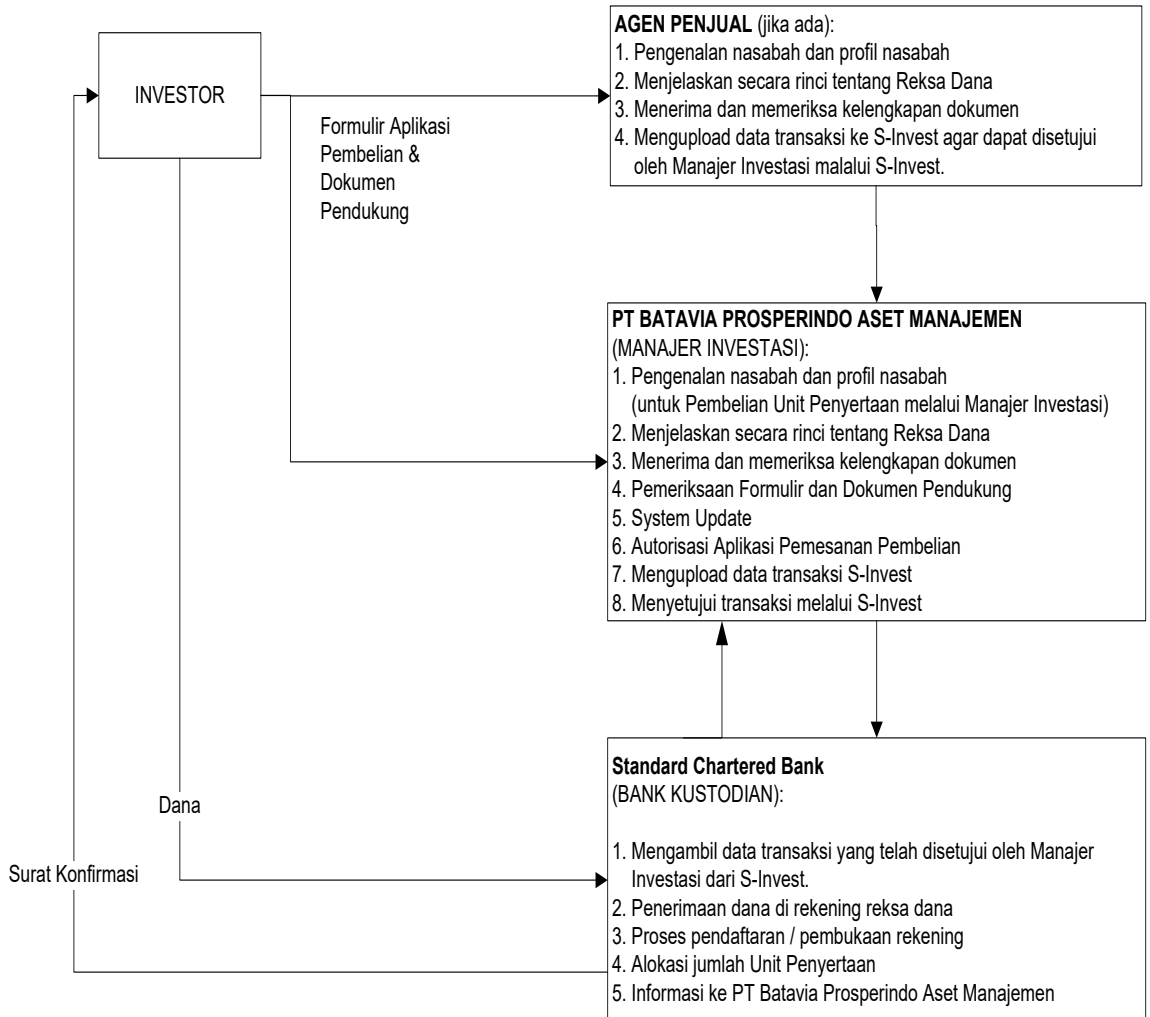 AGEN PENJUAL (jika ada):
1. Pengenalan nasabah dan profil nasabah
2. Menjelaskan secara rinci tentang Reksa Dana
3. Menerima dan memeriksa kelengkapan dokumen
4. Mengupload data transaksi ke S-Invest agar dapat disetujui
oleh Manajer Investasi malalui S-Invest.
INVESTOR
Formulir Aplikasi
Pembelian &
Dokumen
Pendukung
PT BATAVIA PROSPERINDO ASET MANAJEMEN
(MANAJER INVESTASI):
1. Pengenalan nasabah dan profil nasabah
(untuk Pembelian Unit Penyertaan melalui Manajer Investasi)
2. Menjelaskan secara rinci tentang Reksa Dana
3. Menerima dan memeriksa kelengkapan dokumen
4. Pemeriksaan Formulir dan Dokumen Pendukung
5. System Update
6. Autorisasi Aplikasi Pemesanan Pembelian
7. Mengupload data transaksi S-Invest
8. Menyetujui transaksi melalui S-Invest
Dana
Surat Konfirmasi
Standard Chartered Bank
(BANK KUSTODIAN):
1. Mengambil data transaksi yang telah disetujui oleh Manajer
Investasi dari S-Invest.
2. Penerimaan dana di rekening reksa dana
3. Proses pendaftaran / pembukaan rekening
4. Alokasi jumlah Unit Penyertaan
5. Informasi ke PT Batavia Prosperindo Aset Manajemen